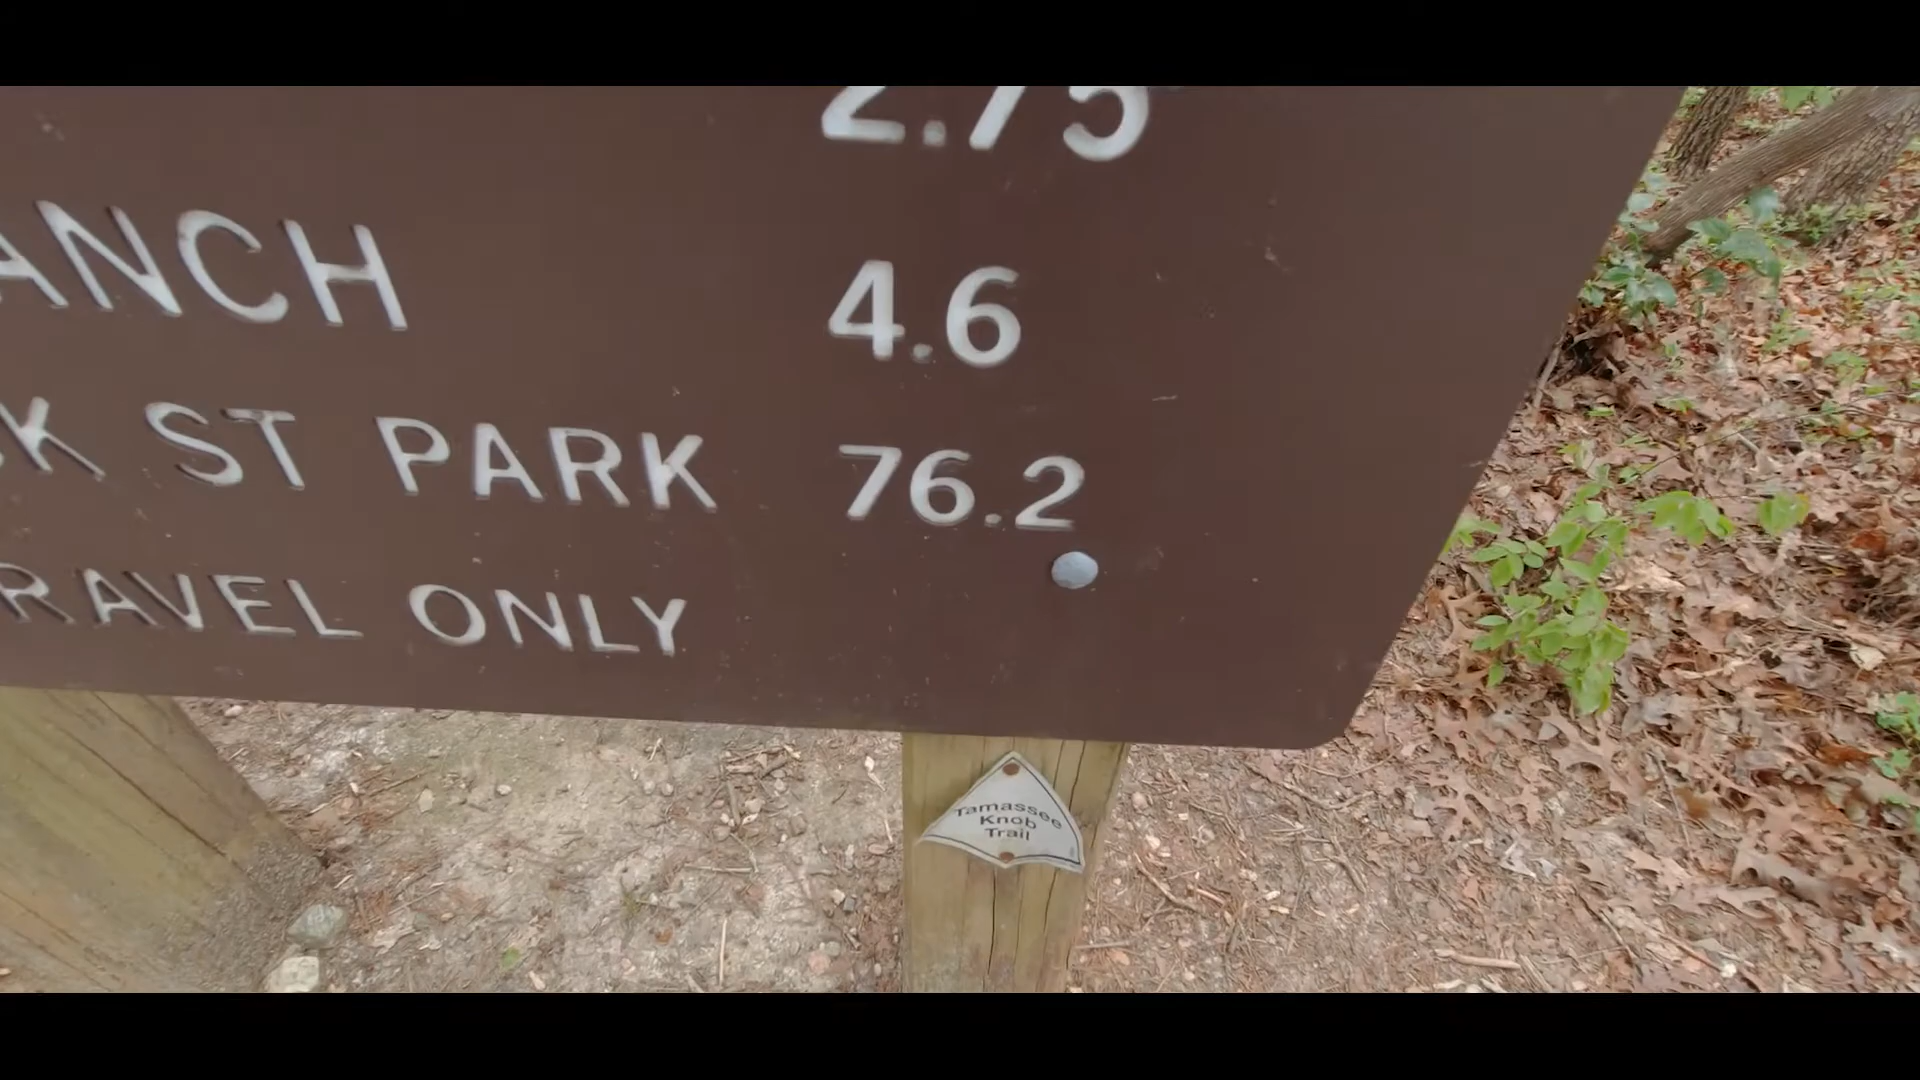 2.75
ANCH 4.6
K ST PARK 76.2
RAVEL ONLY
Tamassee
Knob
Trail